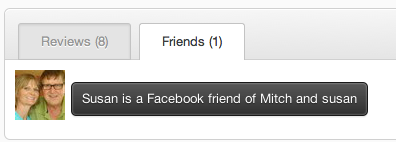 Reviews (8) Friends (1)
Susan is a Facebook friend of Mitch and susan